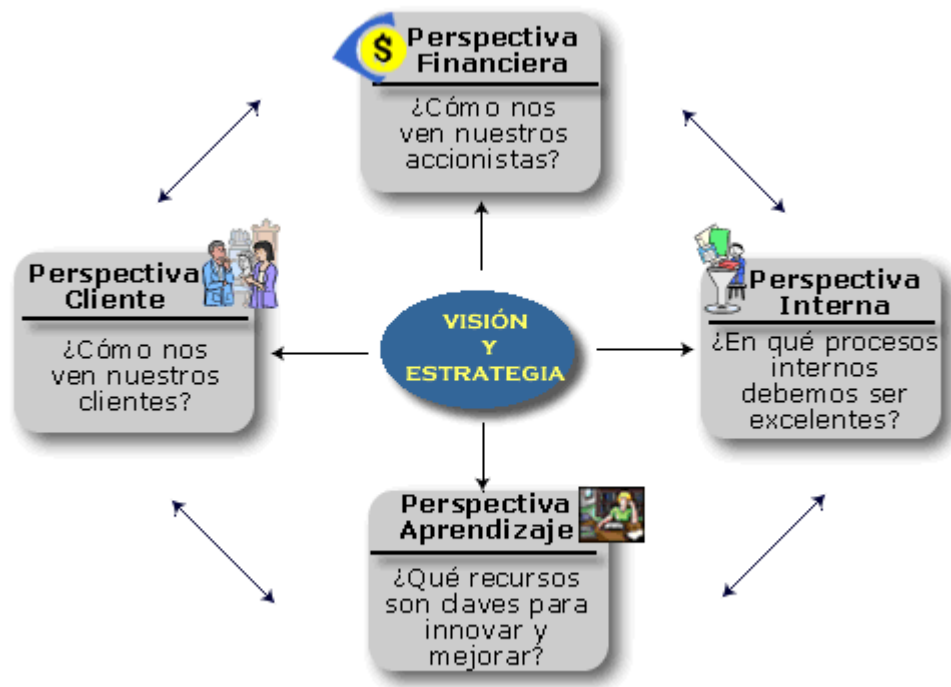 $
Perspectiva
Financiera
¿Cómo nos
ven nuestros
accionistas?
Perspectiva
Cliente
¿Cómo nos
ven nuestros
clientes?
VISIÓN
Y
ESTRATEGIA
Perspectiva
Interna
¿En qué procesos
internos
debemos ser
excelentes?
Perspectiva
Aprendizaje
¿Qué recursos
son claves para
innovar y
mejorar?